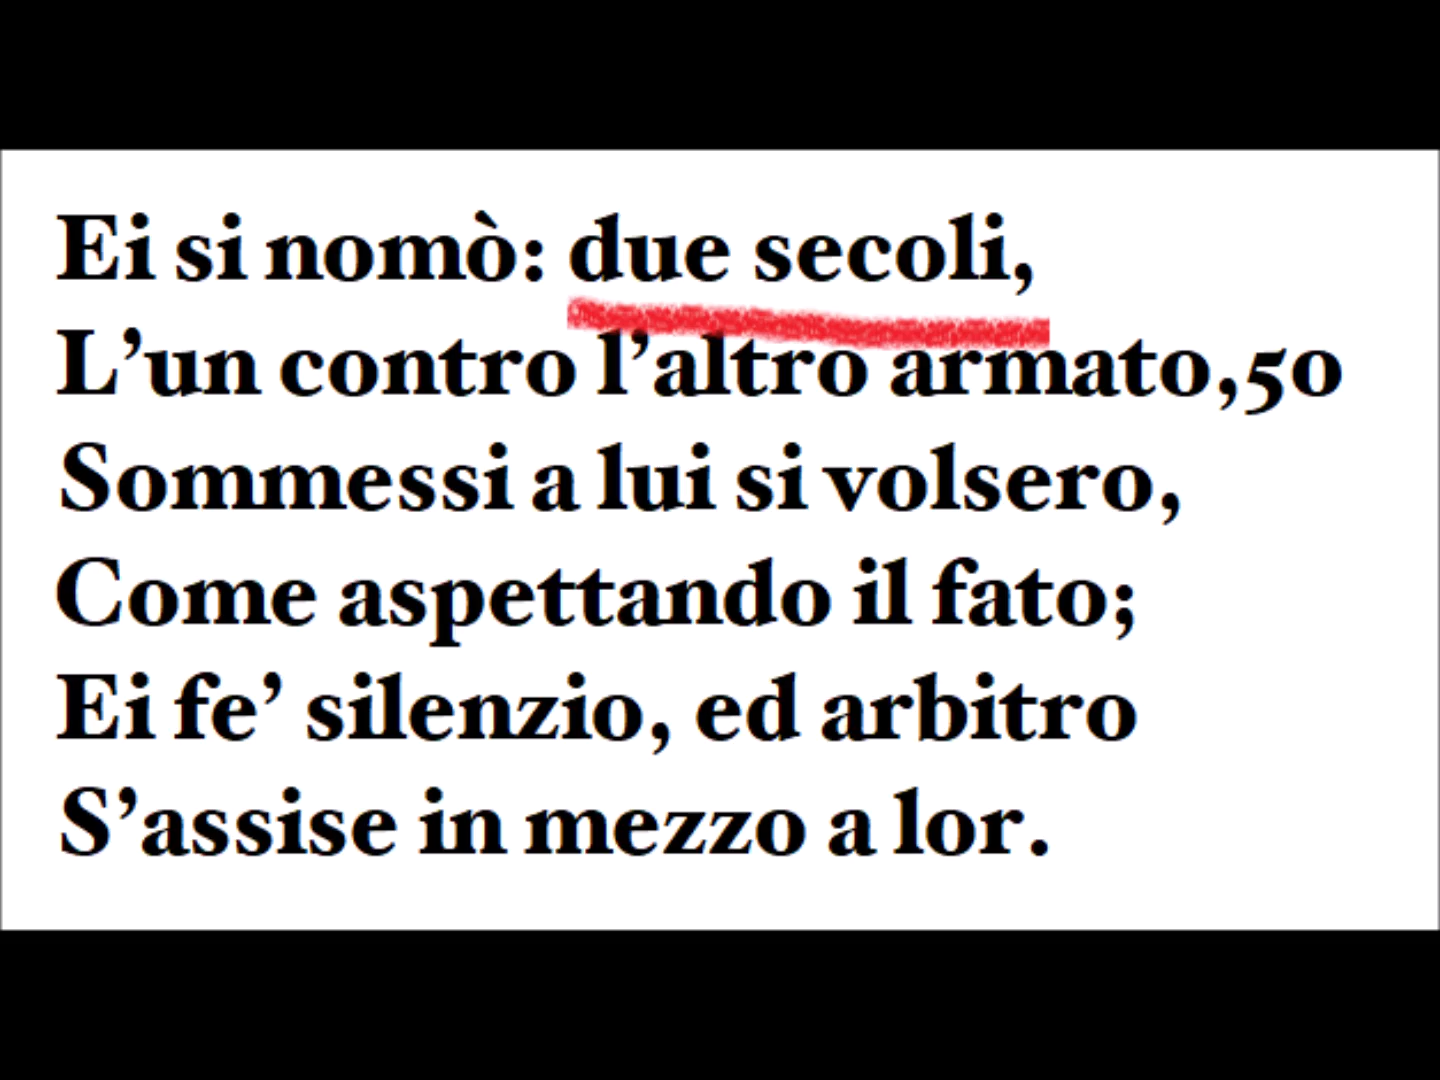 Ei si nomò: due secoli,
L’un contro l’altro armato,50
Sommessi a lui si volsero,
Come aspettando il fato;
Ei fe’ silenzio, ed arbitro
S’assise in mezzo a lor.